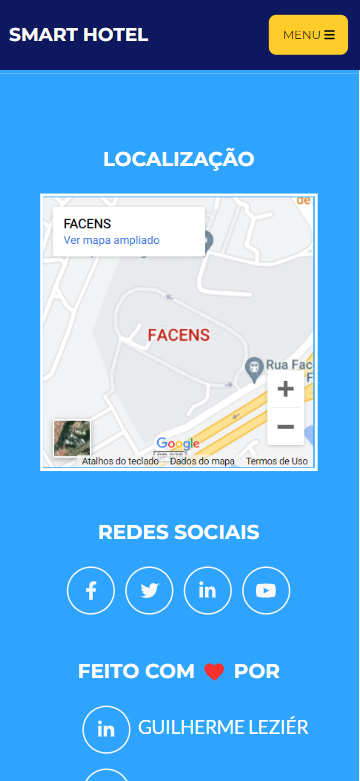 SMART HOTEL
MENU
LOCALIZAÇÃO
de
FACENS
Ver mapa ampliado
FACENS
Rua Fac
F
Google
Atalhos do teclado
Dados do mapa
Termos de Uso
REDES SOCIAIS
FEITO COM POR
GUILHERME LEZIÉR